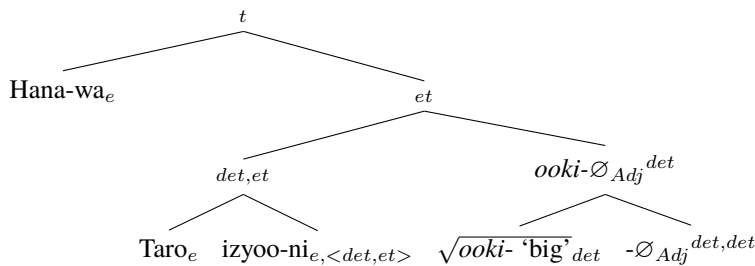 t
Hana-wa_e
et
det,et ooki-∅_Adj^det
Taro_e izyoo-ni_e,<det,et> √ooki- ‘big’_det -∅_Adj^det,det